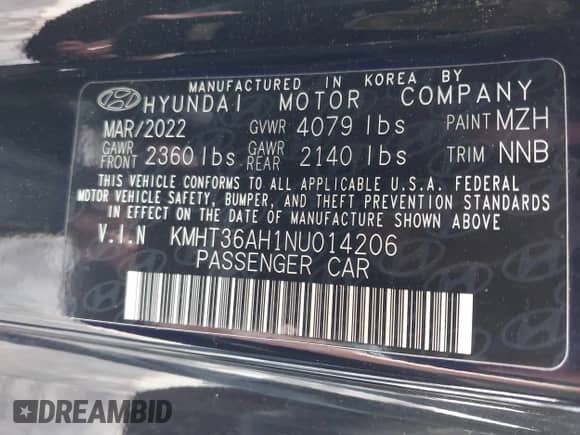 MANUFACTURED IN KOREA BY
HYUNDAI MOTOR COMPANY
MAR/2022 GVWR 4079 lbs PAINT MZH
GAWR FRONT 2360 lbs GAWR REAR 2140 lbs TRIM NNB
THIS VEHICLE CONFORMS TO ALL APPLICABLE U.S.A. FEDERAL
MOTOR VEHICLE SAFETY, BUMPER, AND THEFT PREVENTION STANDARDS
IN EFFECT ON THE DATE OF MANUFACTURE SHOWN ABOVE.
V.I.N KMHT36AH1NU014206
PASSENGER CAR
DREAMBID